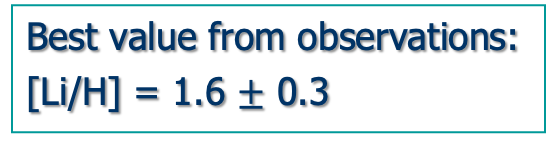 Best value from observations:
[Li/H] = 1.6 ± 0.3